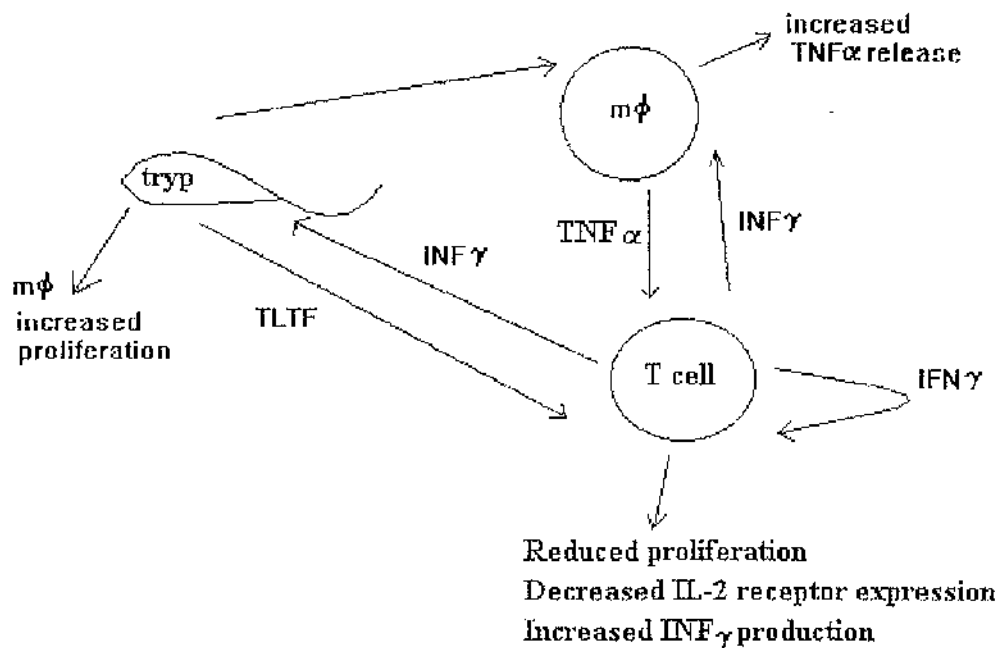 increased
TNFα release
mϕ
tryp
TNF α
INFγ
INFγ
mϕ
increased
proliferation
TLTF
T cell
IFNγ
Reduced proliferation
Decreased IL-2 receptor expression
Increased INFγ production